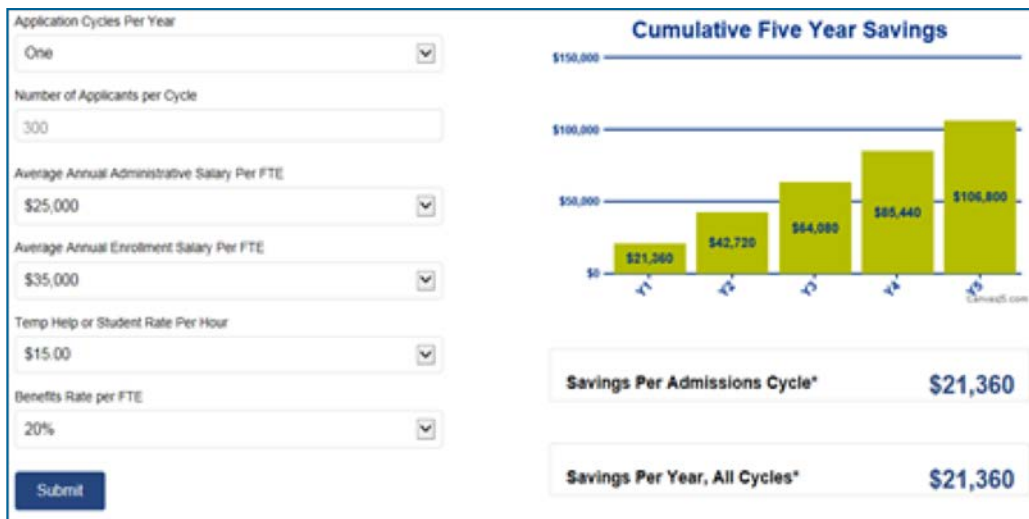 Application Cycles Per Year
One
Number of Applicants per Cycle
300
Average Annual Administrative Salary Per FTE
$25,000
Average Annual Enrollment Salary Per FTE
$35,000
Temp Help or Student Rate Per Hour
$15.00
Benefits Rate per FTE
20%
Submit
Cumulative Five Year Savings
$150,000
$100,000
$50,000
$0
$21,360
$42,720
$64,080
$85,440
$106,800
Y1
Y2
Y3
Y4
Y5
CanvasJS.com
Savings Per Admissions Cycle* $21,360
Savings Per Year, All Cycles* $21,360